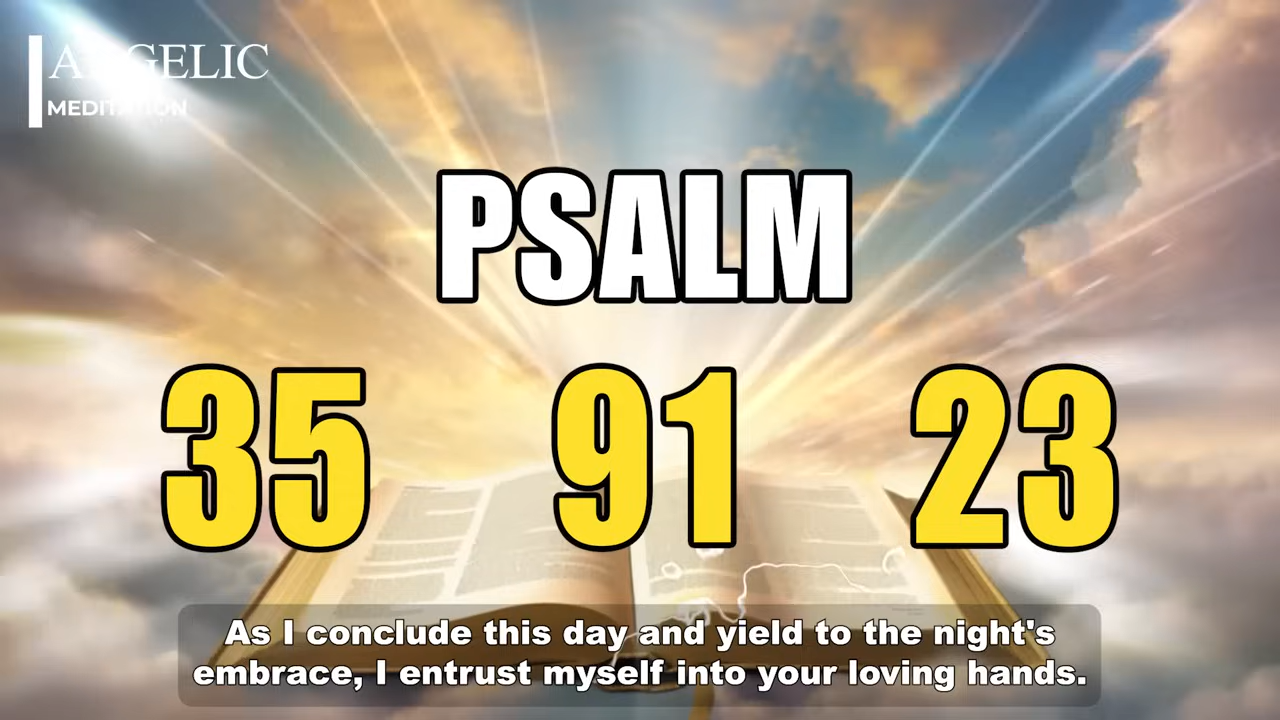 ANGELIC
MEDITATION
PSALM
35 91 23
As I conclude this day and yield to the night's
embrace, I entrust myself into your loving hands.